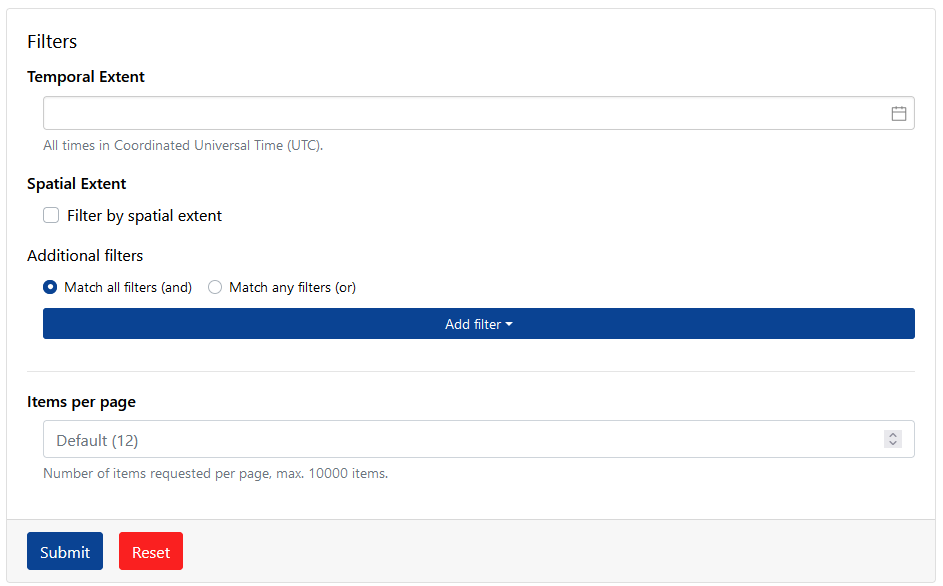 Filters
Temporal Extent
All times in Coordinated Universal Time (UTC).
Spatial Extent
Filter by spatial extent
Additional filters
Match all filters (and) Match any filters (or)
Add filter
Items per page
Default (12)
Number of items requested per page, max. 10000 items.
Submit Reset